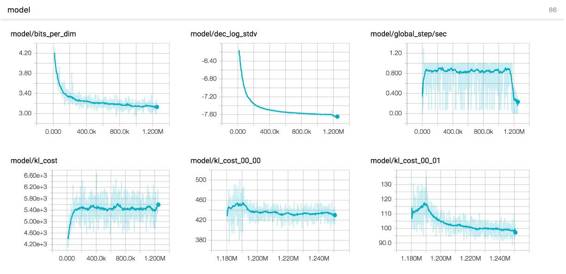 model
86
model/bits_per_dim
model/dec_log_stdv
model/global_step/sec
4.20
3.80
3.40
3.00
0.000 400.0k 800.0k 1.200M
-6.40
-6.80
-7.20
-7.60
0.000 400.0k 800.0k 1.200M
1.20
0.800
0.400
0.00
0.000 400.0k 800.0k 1.200M
model/kl_cost
model/kl_cost_00_00
model/kl_cost_00_01
6.60e+3
6.20e+3
5.80e+3
5.40e+3
5.00e+3
4.60e+3
4.20e+3
0.000 400.0k 800.0k 1.200M
500
460
420
380
1.180M 1.200M 1.220M 1.240M
130
120
110
100
90.0
1.180M 1.200M 1.220M 1.240M